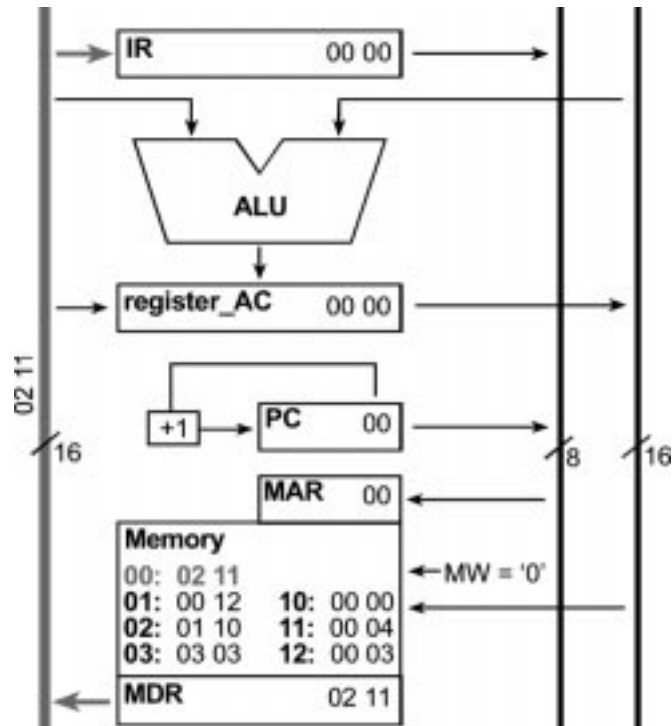 IR 00 00
ALU
register_AC 00 00
02 11
+1
PC 00
16
8
16
MAR 00
Memory
MW = ‘0’
00: 02 11
01: 00 12 10: 00 00
02: 01 10 11: 00 04
03: 03 03 12: 00 03
MDR 02 11